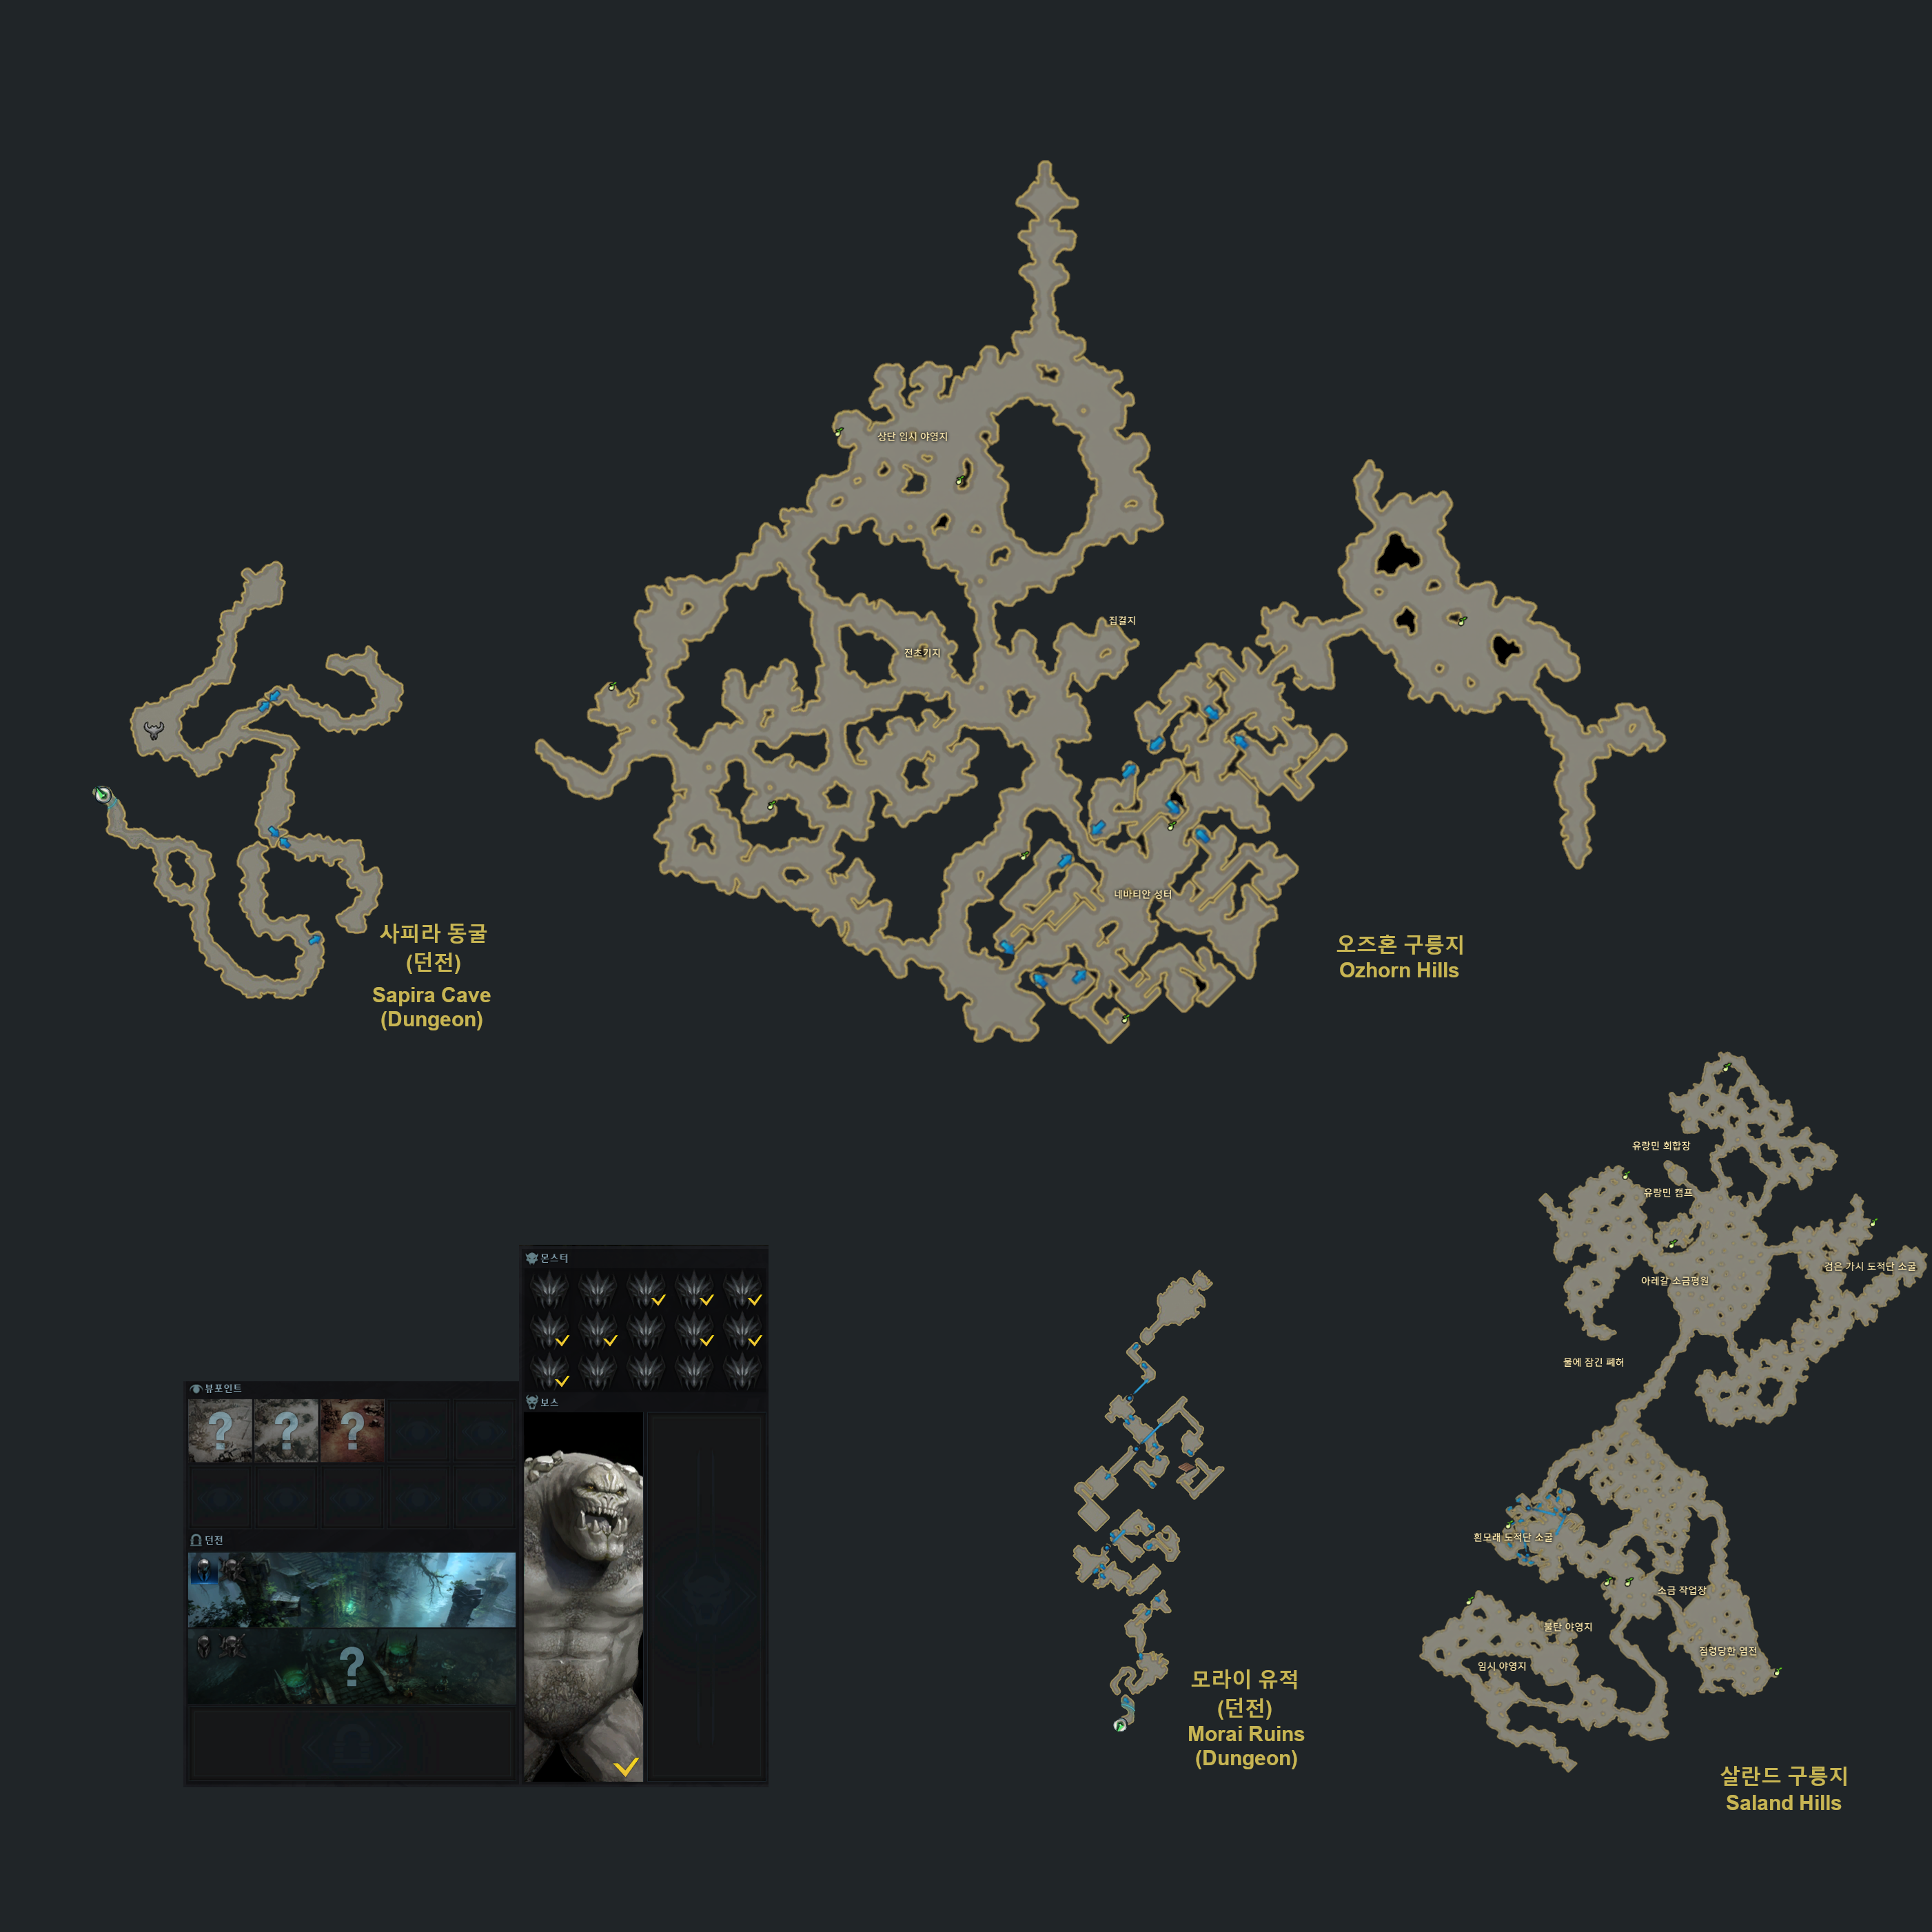 상단 임시 야영지
집결지
전초기지
네바티안 성터
사피라 동굴
(던전)
Sapira Cave
(Dungeon)
오즈혼 구릉지
Ozhorn Hills
유랑민 회합장
유랑민 캠프
검은 가시 도적단 소굴
아레갈 소금평원
물에 잠긴 폐허
흰모래 도적단 소굴
소금 작업장
불탄 야영지
점령당한 염전
임시 야영지
살란드 구릉지
Saland Hills
모라이 유적
(던전)
Morai Ruins
(Dungeon)
몬스터
보스
뷰포인트
?
?
?
던전
?